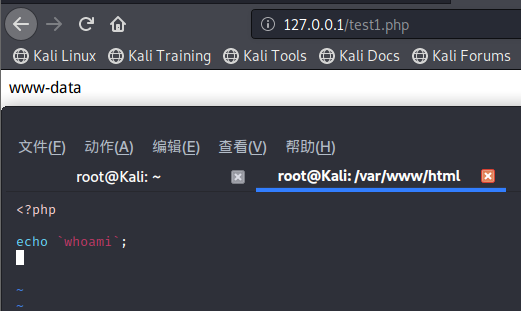 127.0.0.1/test1.php
Kali Linux Kali Training Kali Tools Kali Docs Kali Forums
www-data
文件(F) 动作(A) 编辑(E) 查看(V) 帮助(H)
root@Kali: ~ root@Kali: /var/www/html
<?php
echo `whoami`;
~
~